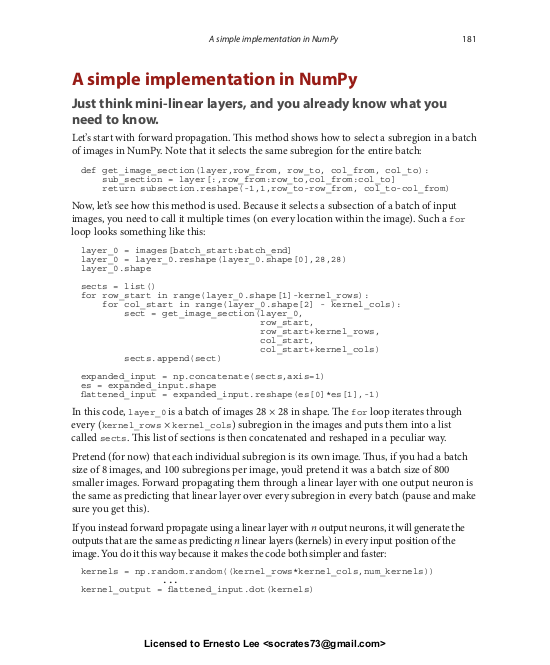 A simple implementation in NumPy 181
A simple implementation in NumPy
Just think mini-linear layers, and you already know what you
need to know.
Let's start with forward propagation. This method shows how to select a subregion in a batch
of images in NumPy. Note that it selects the same subregion for the entire batch:
def get_image_section(layer,row_from, row_to, col_from, col_to):
    sub_section = layer[:,row_from:row_to,col_from:col_to]
    return subsection.reshape(-1,1,row_to-row_from, col_to-col_from)
Now, let's see how this method is used. Because it selects a subsection of a batch of input
images, you need to call it multiple times (on every location within the image). Such a for
loop looks something like this:
layer_0 = images[batch_start:batch_end]
layer_0 = layer_0.reshape(layer_0.shape[0],28,28)
layer_0.shape
sects = list()
for row_start in range(layer_0.shape[1]-kernel_rows):
    for col_start in range(layer_0.shape[2] - kernel_cols):
        sect = get_image_section(layer_0,
                                 row_start,
                                 row_start+kernel_rows,
                                 col_start,
                                 col_start+kernel_cols)
        sects.append(sect)
expanded_input = np.concatenate(sects,axis=1)
es = expanded_input.shape
flattened_input = expanded_input.reshape(es[0]*es[1],-1)
In this code, layer_0 is a batch of images 28 × 28 in shape. The for loop iterates through
every (kernel_rows × kernel_cols) subregion in the images and puts them into a list
called sects. This list of sections is then concatenated and reshaped in a peculiar way.
Pretend (for now) that each individual subregion is its own image. Thus, if you had a batch
size of 8 images, and 100 subregions per image, you'd pretend it was a batch size of 800
smaller images. Forward propagating them through a linear layer with one output neuron is
the same as predicting that linear layer over every subregion in every batch (pause and make
sure you get this).
If you instead forward propagate using a linear layer with n output neurons, it will generate the
outputs that are the same as predicting n linear layers (kernels) in every input position of the
image. You do it this way because it makes the code both simpler and faster:
kernels = np.random.random((kernel_rows*kernel_cols,num_kernels))
...
kernel_output = flattened_input.dot(kernels)
Licensed to Ernesto Lee <socrates73@gmail.com>